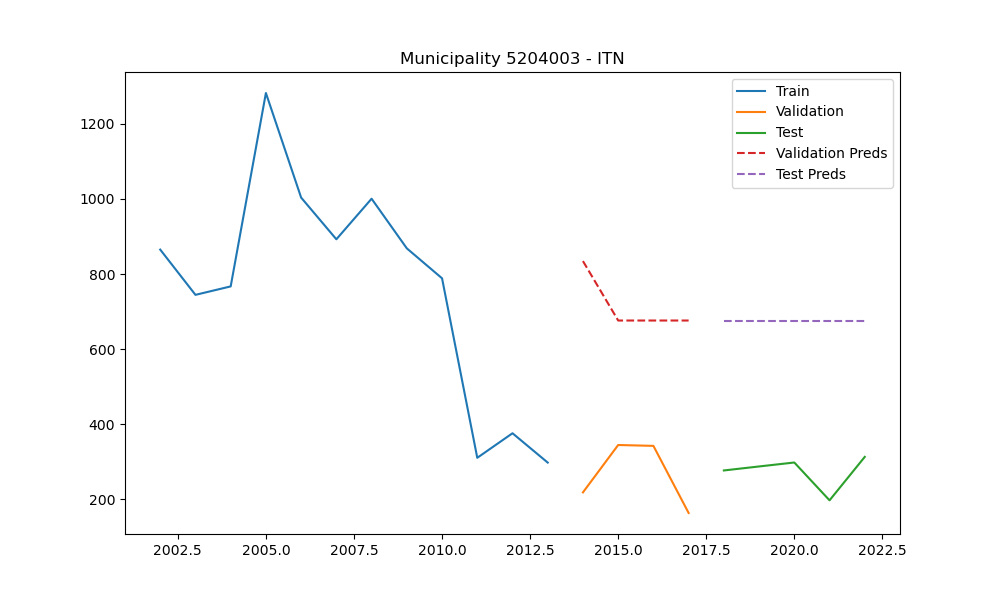 Municipality 5204003 - ITN
Train
Validation
Test
Validation Preds
Test Preds
1200
1000
800
600
400
200
2002.5 2005.0 2007.5 2010.0 2012.5 2015.0 2017.5 2020.0 2022.5